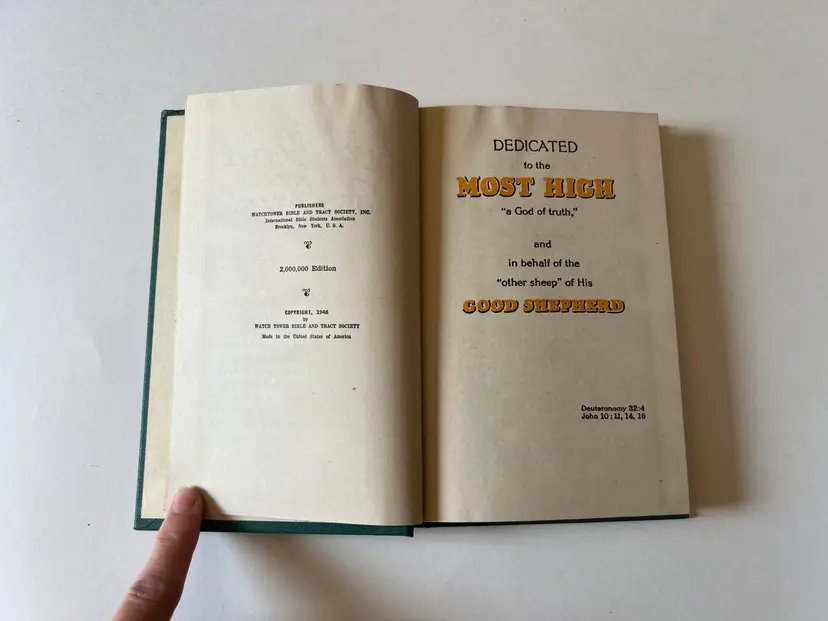 PUBLISHERS
WATCHTOWER BIBLE AND TRACT SOCIETY, INC.
International Bible Students Association
Brooklyn, New York, U. S. A.
2,000,000 Edition
COPYRIGHT, 1946
by
WATCH TOWER BIBLE AND TRACT SOCIETY
Made in the United States of America
DEDICATED
to the
MOST HIGH
"a God of truth,"
and
in behalf of the
"other sheep" of His
GOOD SHEPHERD
Deuteronomy 32:4
John 10:11, 14, 16